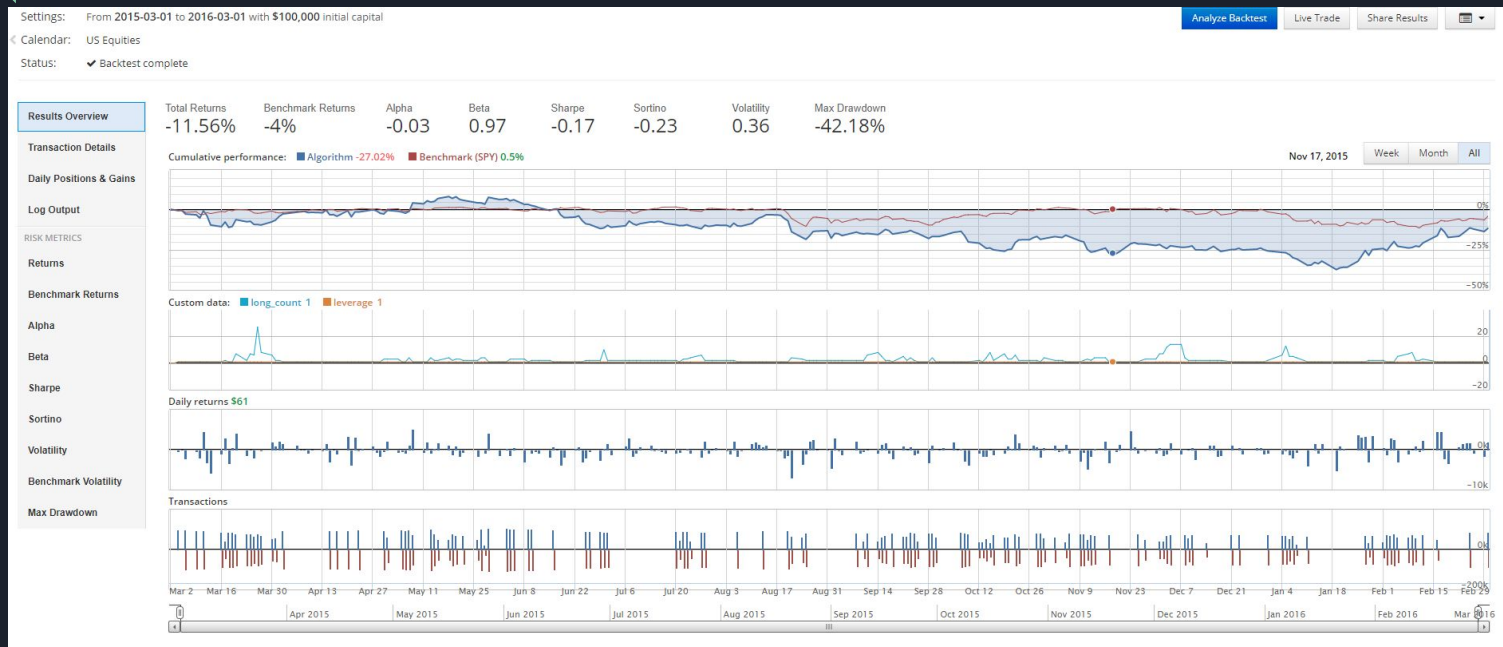 Settings: From 2015-03-01 to 2016-03-01 with $100,000 initial capital
Analyze Backtest Live Trade Share Results
Calendar: US Equities
Status: ✔ Backtest complete
Results Overview
Transaction Details
Daily Positions & Gains
Log Output
RISK METRICS
Returns
Benchmark Returns
Alpha
Beta
Sharpe
Sortino
Volatility
Benchmark Volatility
Max Drawdown
Total Returns Benchmark Returns Alpha Beta Sharpe Sortino Volatility Max Drawdown
-11.56% -4% -0.03 0.97 -0.17 -0.23 0.36 -42.18%
Cumulative performance: Algorithm -27.02% Benchmark (SPY) 0.5% Nov 17, 2015 Week Month All
0%
-25%
-50%
Custom data: long_count 1 leverage 1
20
0
-20
Daily returns $61
0k
-10k
Transactions
0k
-200k
Mar 2 Mar 16 Mar 30 Apr 13 Apr 27 May 11 May 25 Jun 8 Jun 22 Jul 6 Jul 20 Aug 3 Aug 17 Aug 31 Sep 14 Sep 28 Oct 12 Oct 26 Nov 9 Nov 23 Dec 7 Dec 21 Jan 4 Jan 18 Feb 1 Feb 15 Feb 29
Apr 2015 May 2015 Jun 2015 Jul 2015 Aug 2015 Sep 2015 Oct 2015 Nov 2015 Dec 2015 Jan 2016 Feb 2016 Mar 2016